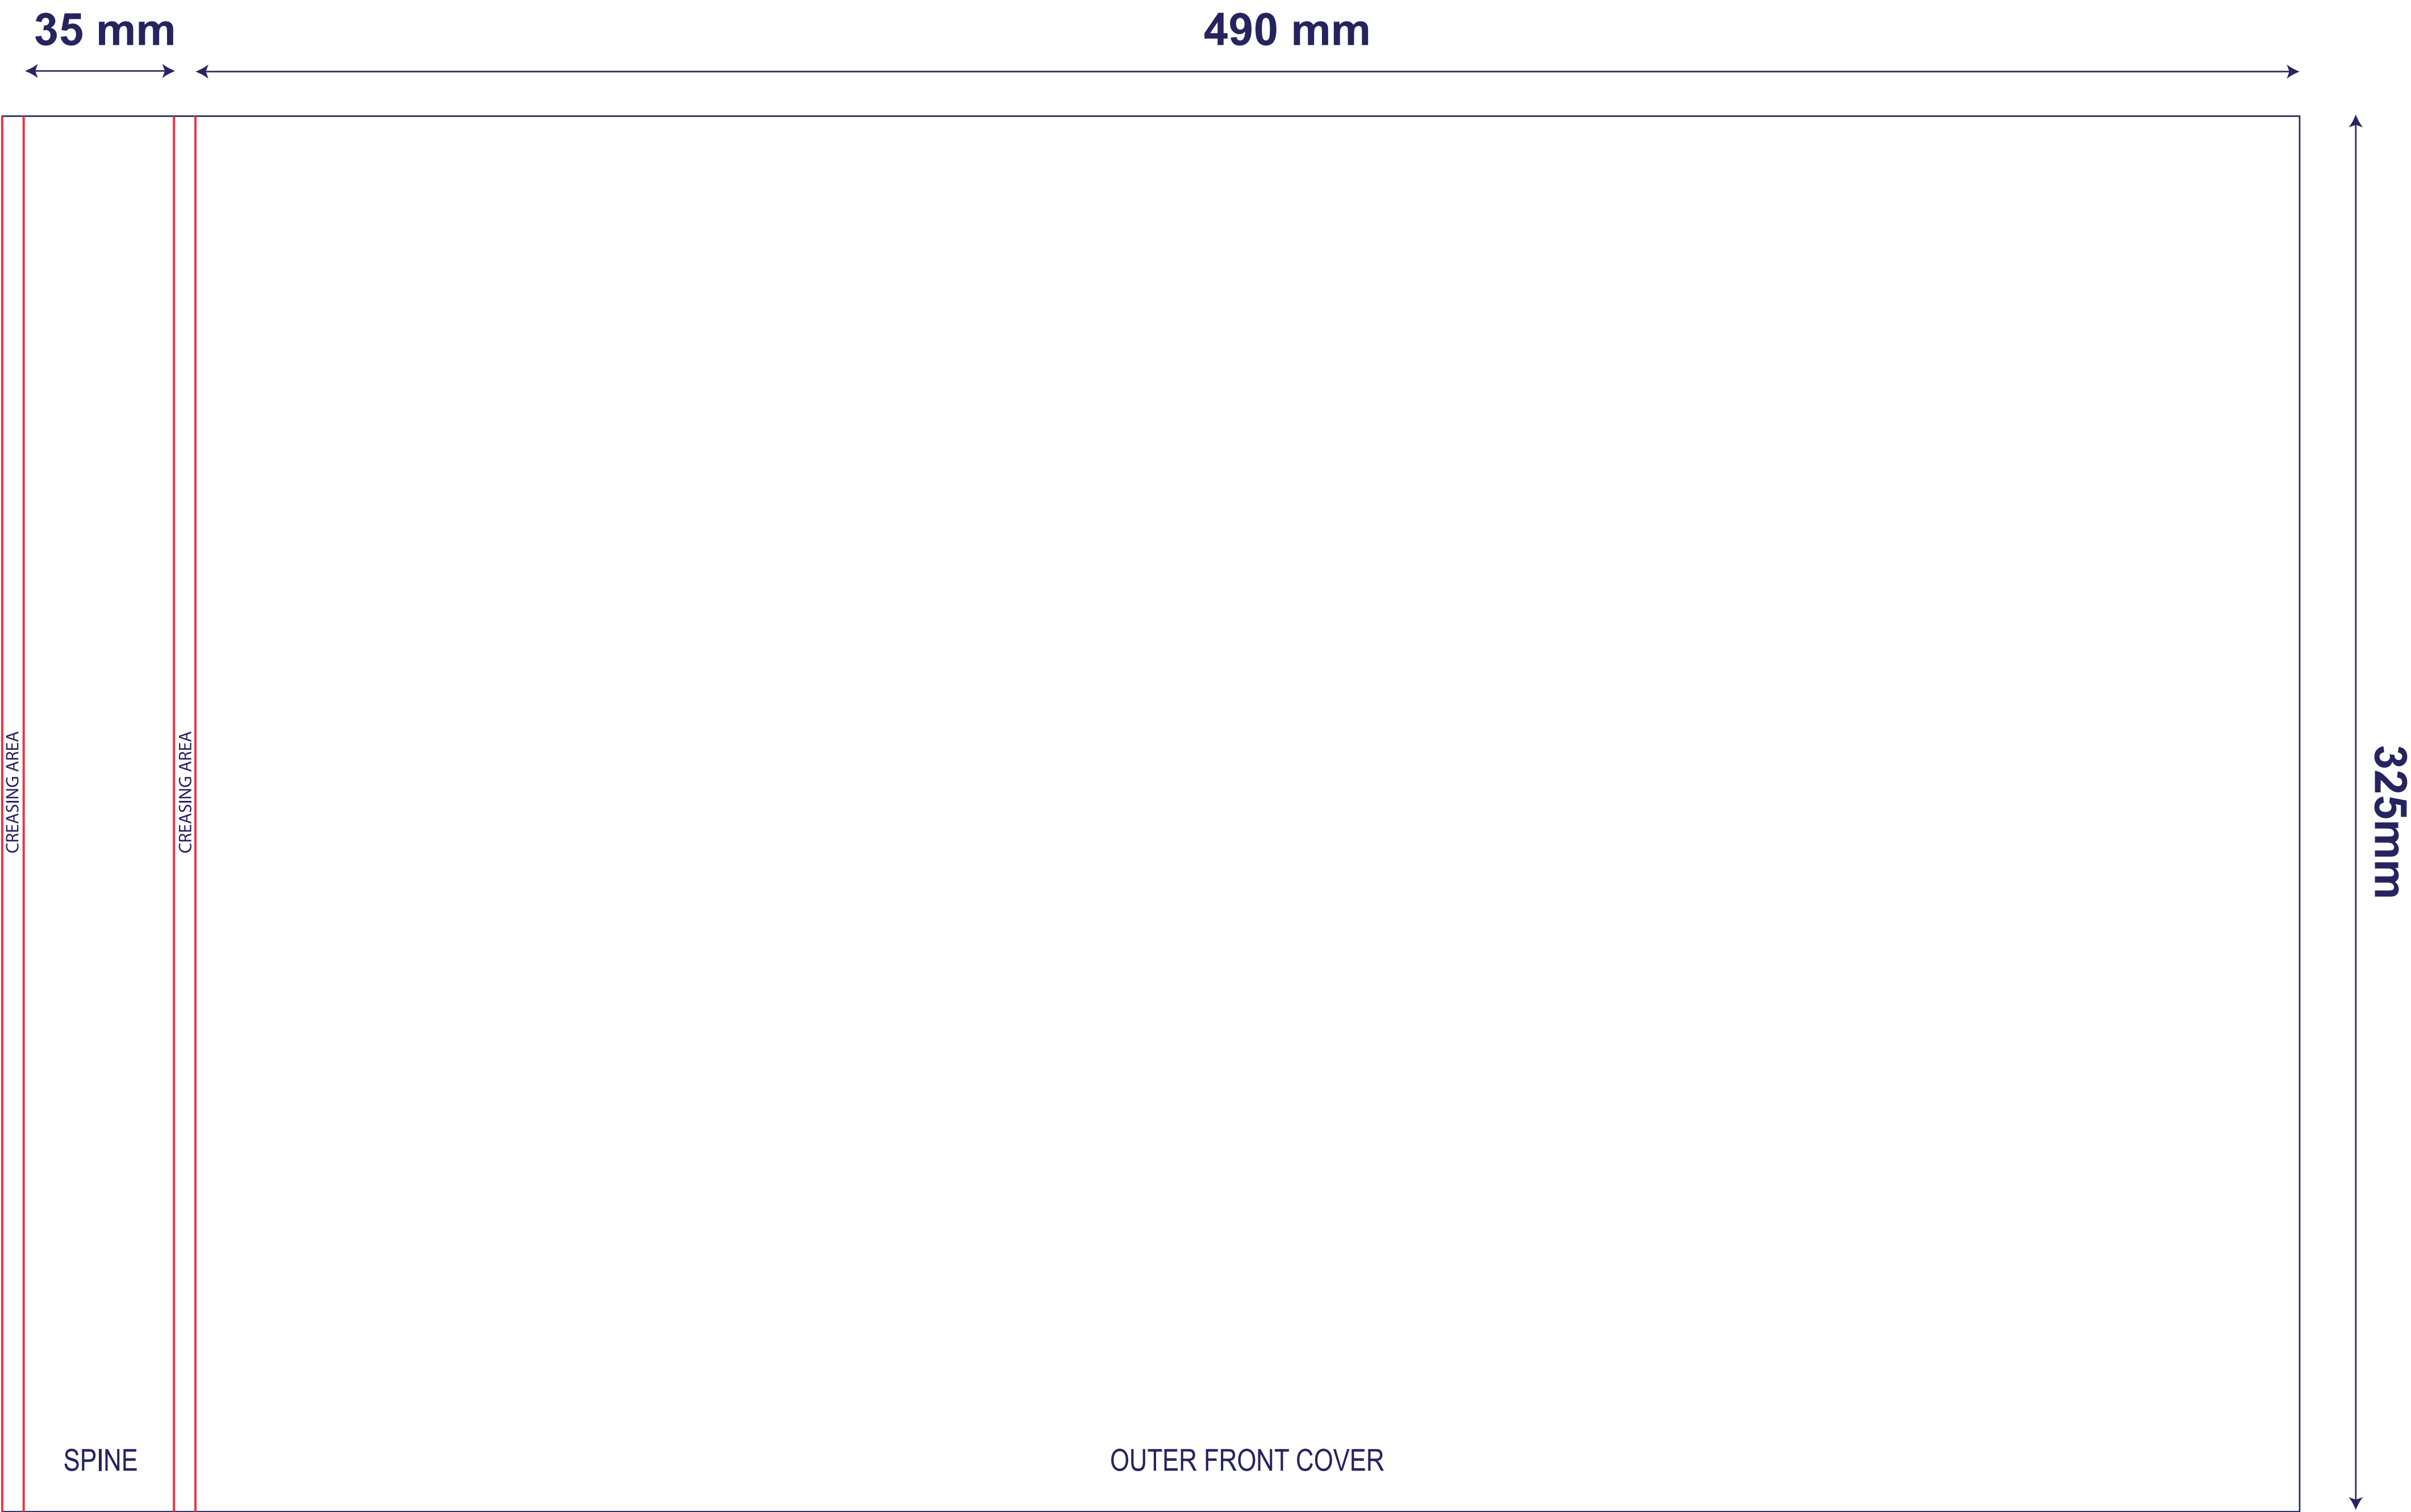 35 mm
490 mm
CREASING AREA
CREASING AREA
325mm
SPINE
OUTER FRONT COVER